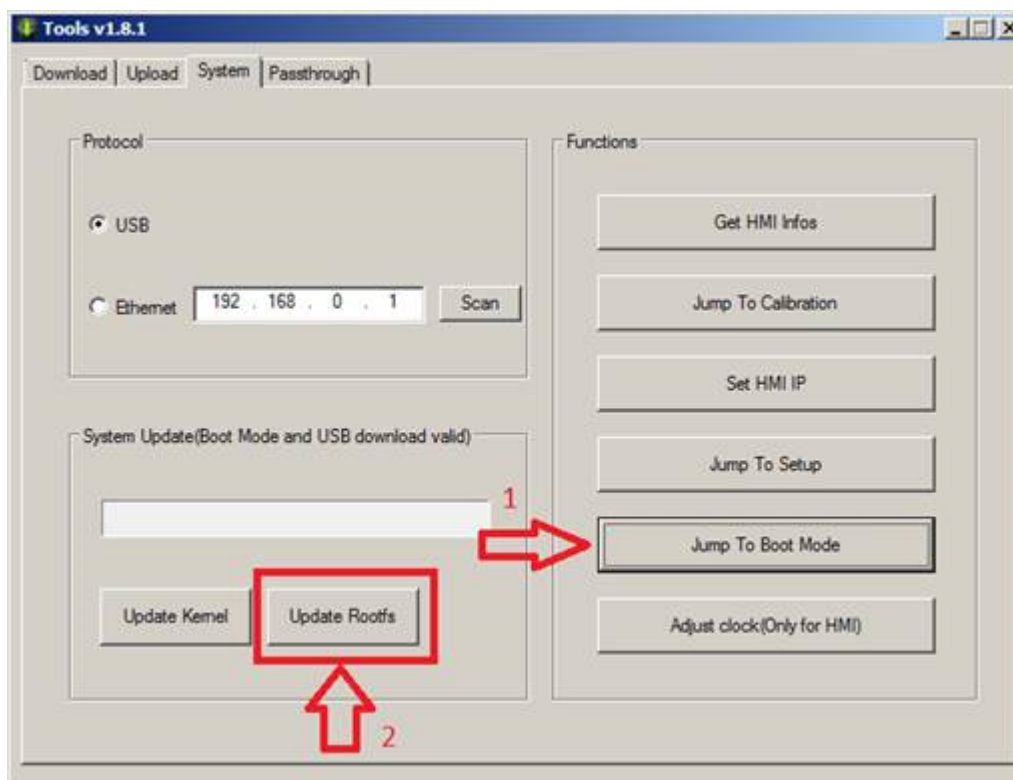 Tools v1.8.1
Download Upload System Passthrough
Protocol
USB
Ethernet 192 . 168 . 0 . 1 Scan
System Update(Boot Mode and USB download valid)
1
Update Kernel Update Rootfs
2
Functions
Get HMI Infos
Jump To Calibration
Set HMI IP
Jump To Setup
Jump To Boot Mode
Adjust clock(Only for HMI)